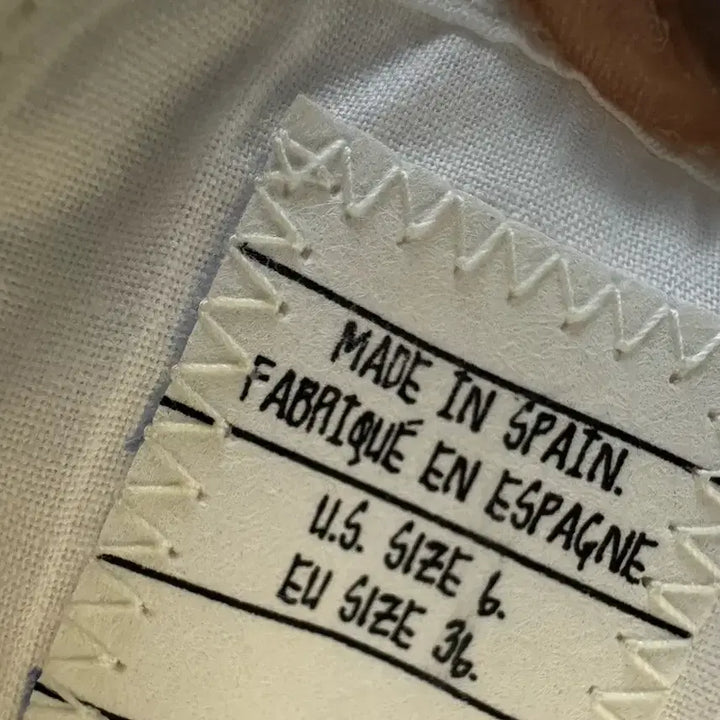 MADE IN SPAIN.
FABRIQUÉ EN ESPAGNE
U.S. SIZE 6.
EU SIZE 36.